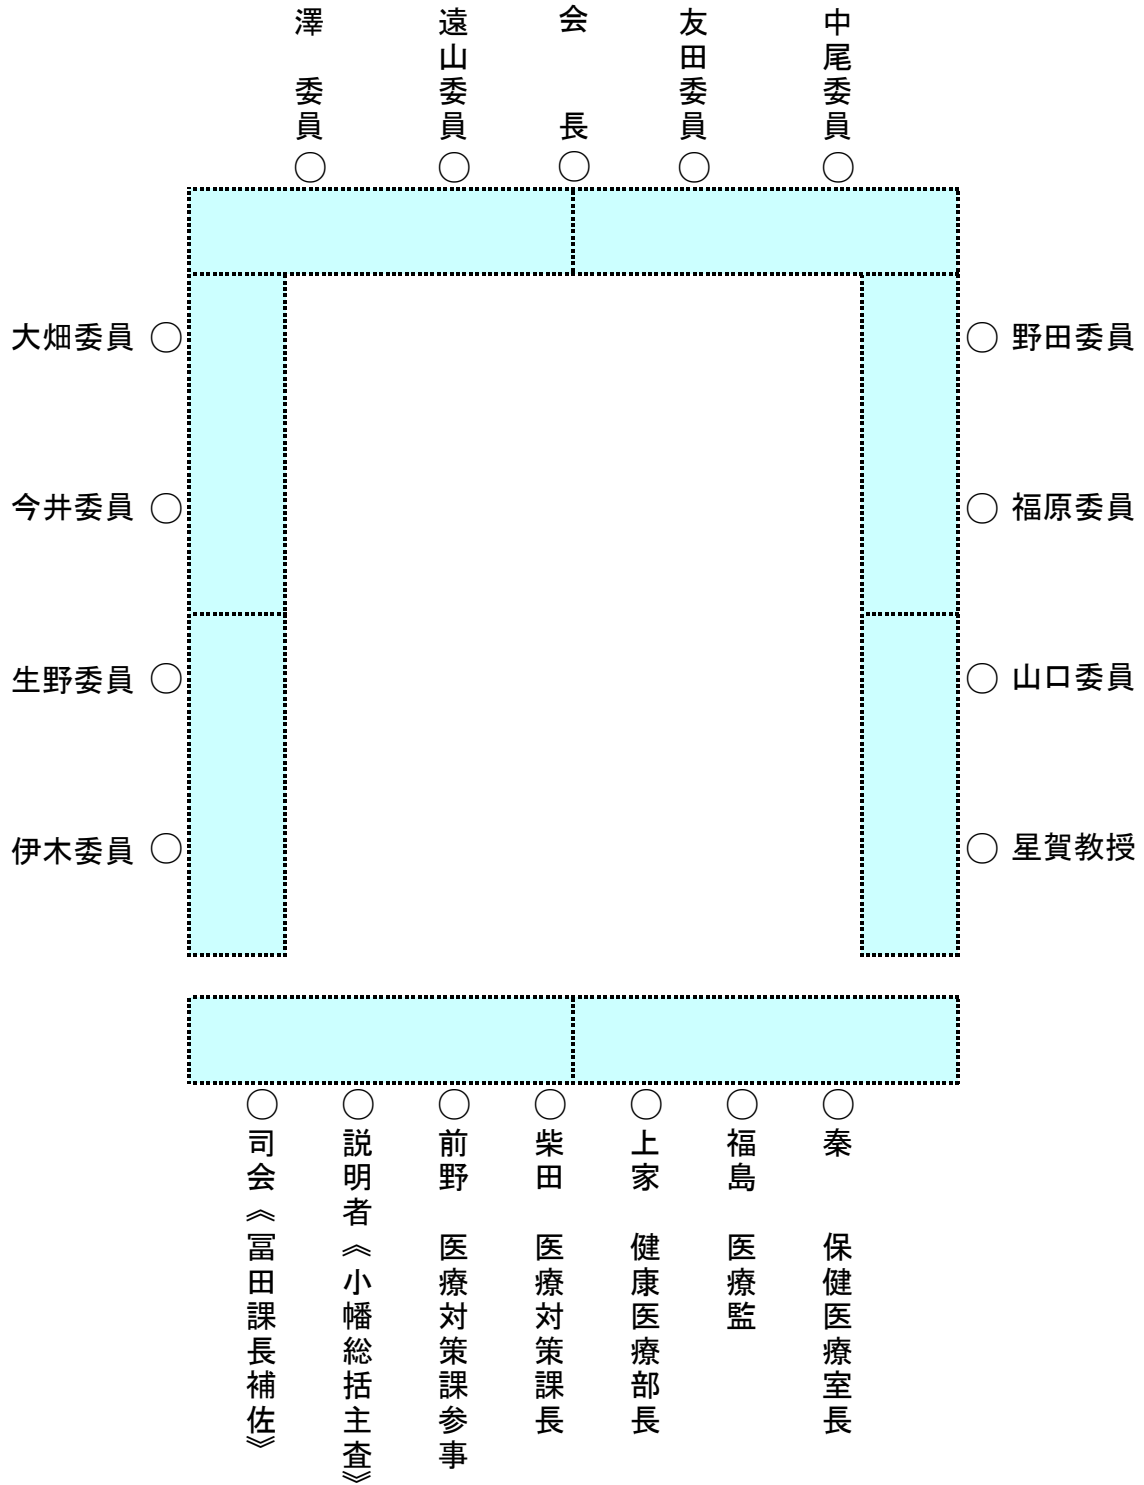 澤　委員
遠山委員
会　長
友田委員
中尾委員
大畑委員
野田委員
今井委員
福原委員
生野委員
山口委員
伊木委員
星賀教授
司会《冨田課長補佐》
説明者《小幡総括主査》
前野　医療対策課参事
柴田　医療対策課長
上家　健康医療部長
福島　医療監
秦　保健医療室長